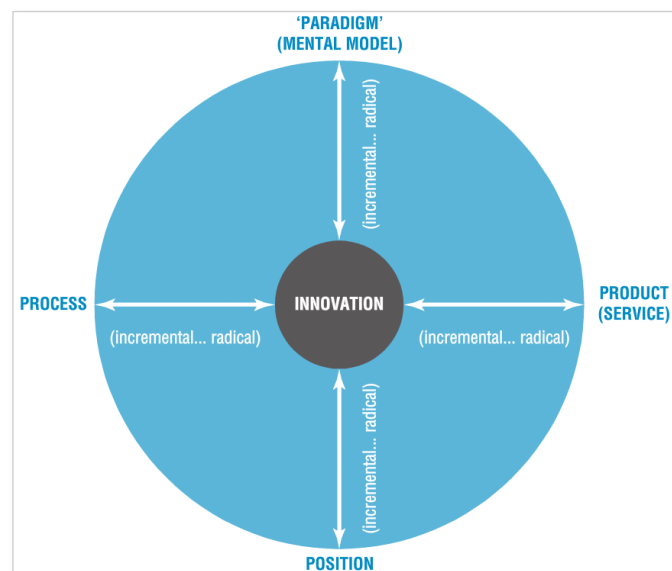 ‘PARADIGM’
(MENTAL MODEL)
(incremental... radical)
PROCESS
INNOVATION
PRODUCT
(SERVICE)
(incremental... radical)
(incremental... radical)
(incremental... radical)
POSITION